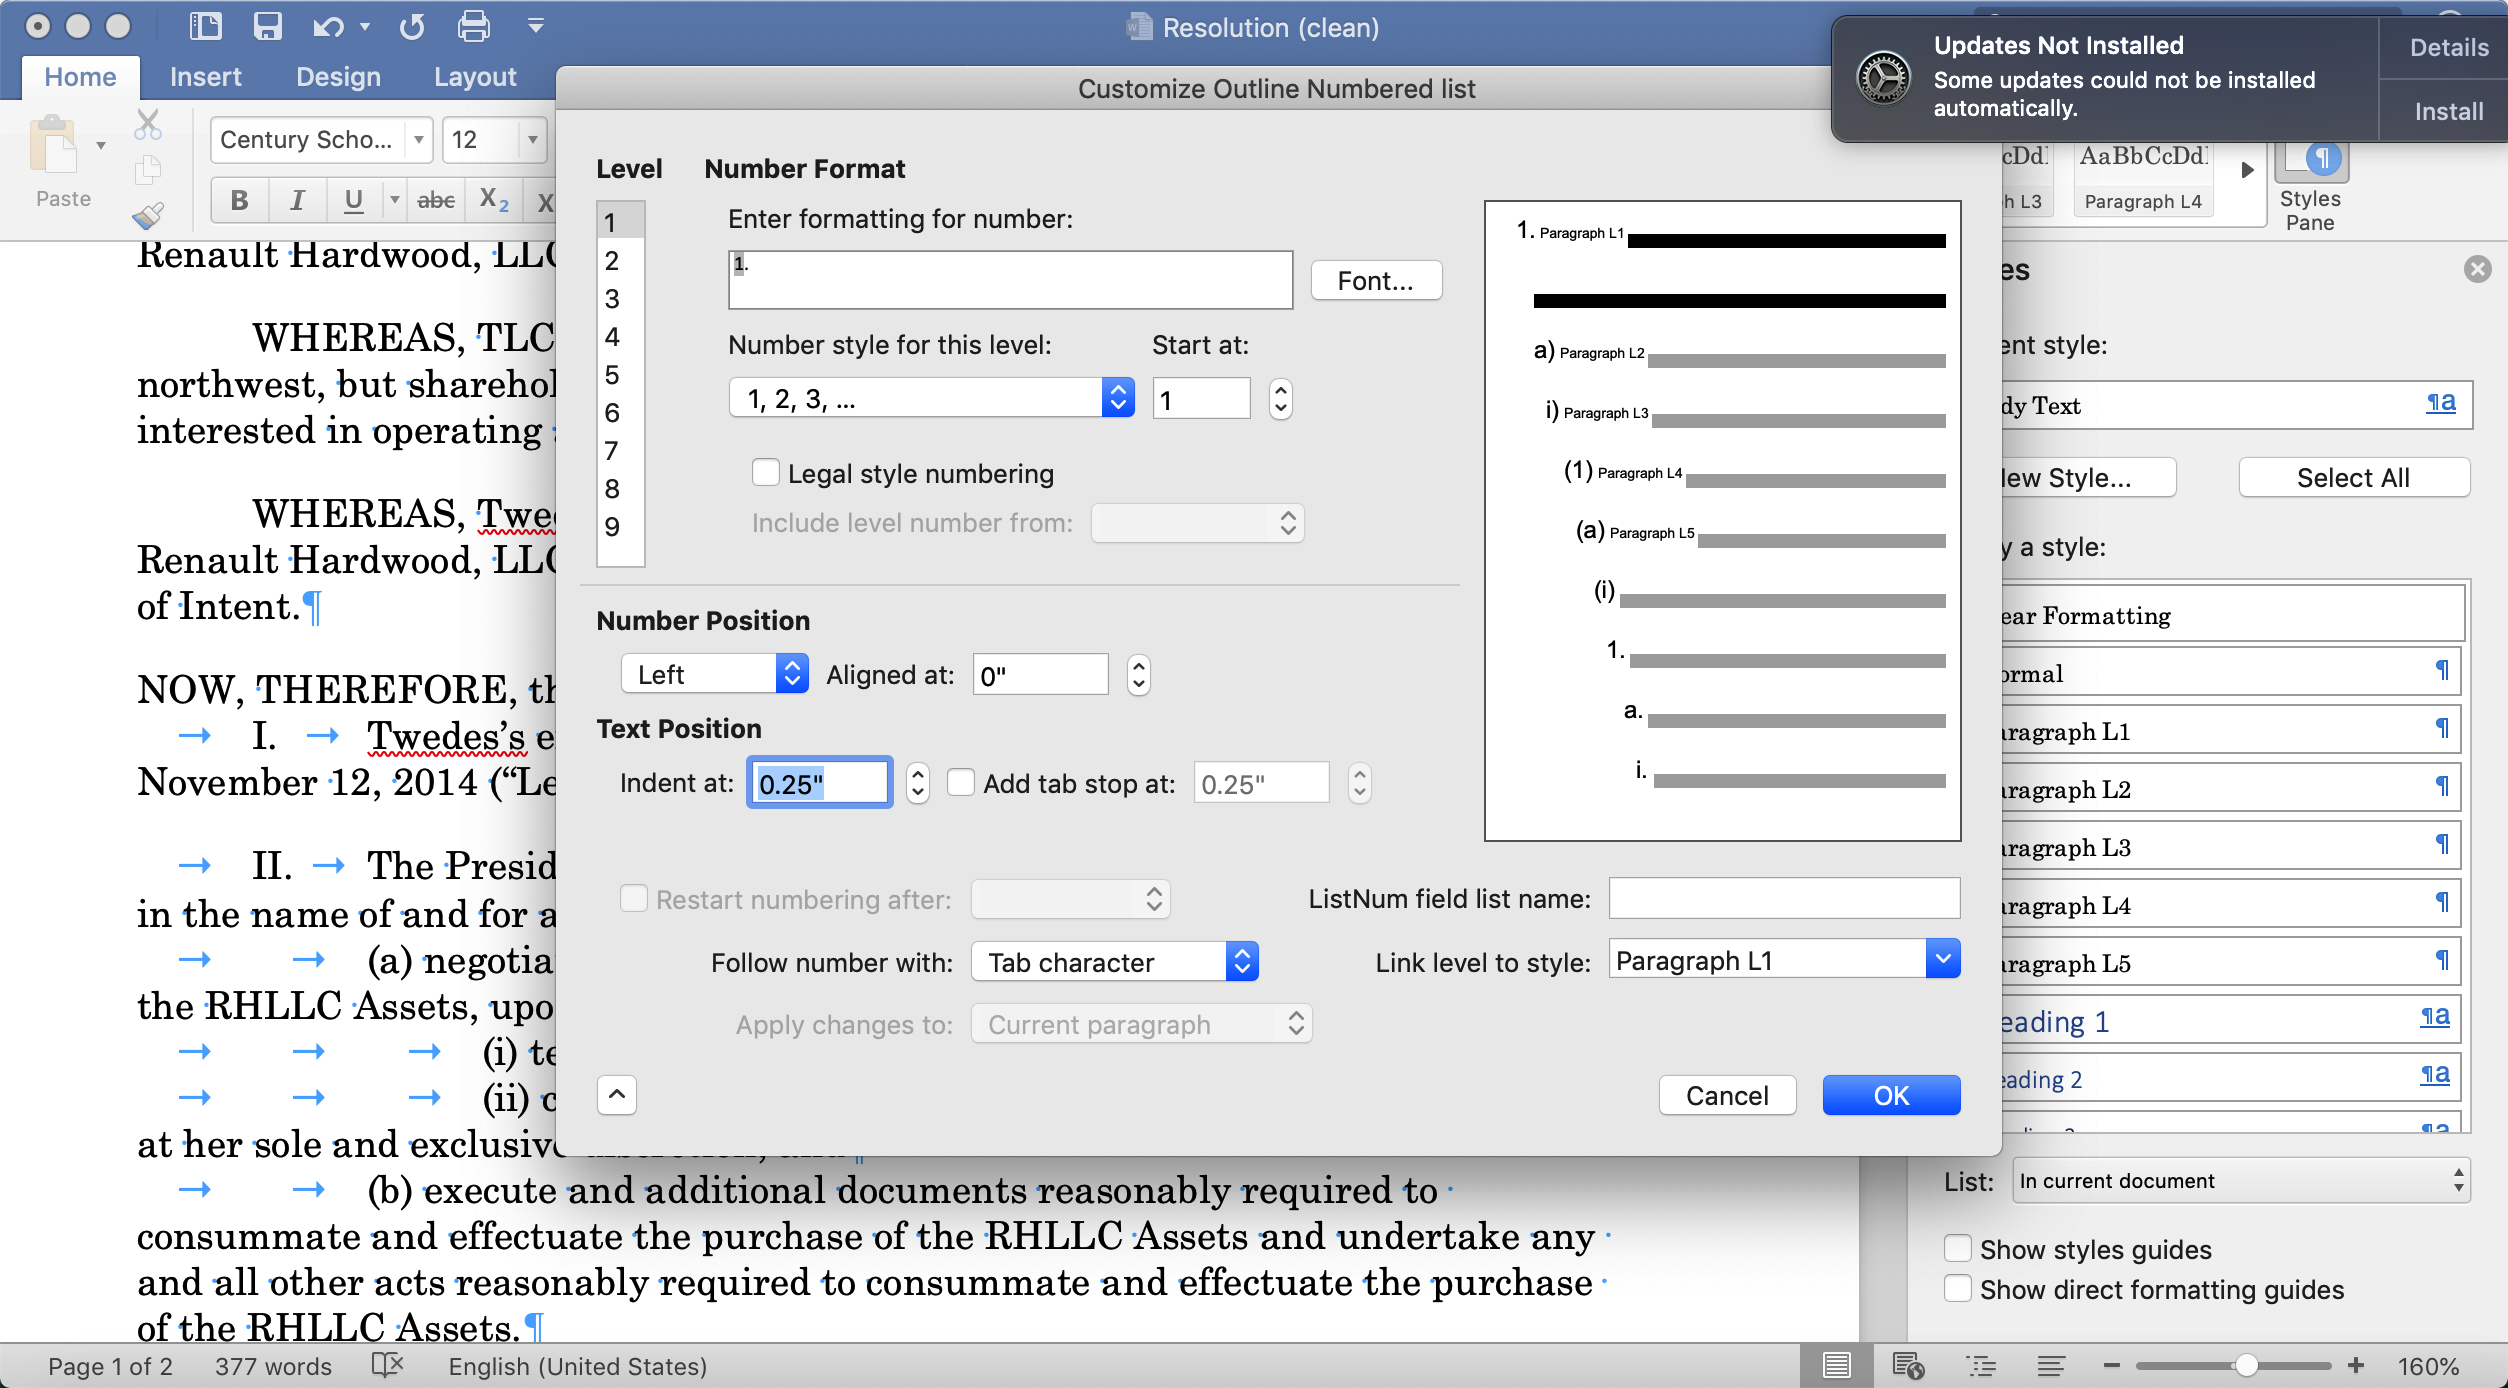 Resolution (clean)
Updates Not Installed
Some updates could not be installed
automatically.
Details
Install
Home Insert Design Layout
Customize Outline Numbered list
Paste
Century Scho... 12
B I U abc X2 X
AaBbCcDd
Paragraph L4
Styles
Pane
Renault Hardwood, LLC
WHEREAS, TLC
northwest, but sharehol
interested in operating
WHEREAS, Twe
Renault Hardwood, LLC
of Intent.¶
NOW, THEREFORE, th
→ I. → Twedes’s e
November 12, 2014 (“Le
→ II. → The Presid
in the name of and for a
→ → (a) negotia
the RHLLC Assets, upo
→ → → (i) te
→ → → (ii) c
at her sole and exclusive
→ → (b) execute and additional documents reasonably required to
consummate and effectuate the purchase of the RHLLC Assets and undertake any
and all other acts reasonably required to consummate and effectuate the purchase
of the RHLLC Assets.¶
Level
1
2
3
4
5
6
7
8
9
Number Format
Enter formatting for number:
1.
Font...
Number style for this level: Start at:
1, 2, 3, ... 1
Legal style numbering
Include level number from:
Number Position
Left Aligned at: 0"
Text Position
Indent at: 0.25" Add tab stop at: 0.25"
Restart numbering after:
ListNum field list name:
Follow number with: Tab character
Link level to style: Paragraph L1
Apply changes to: Current paragraph
Cancel OK
1. Paragraph L1
a) Paragraph L2
i) Paragraph L3
(1) Paragraph L4
(a) Paragraph L5
(i)
1.
a.
i.
es
ent style:
dy Text ¶a
ew Style... Select All
y a style:
ear Formatting
ormal ¶
aragraph L1 ¶
aragraph L2 ¶
aragraph L3 ¶
aragraph L4 ¶
aragraph L5 ¶
eading 1 ¶a
eading 2 ¶a
List: In current document
Show styles guides
Show direct formatting guides
Page 1 of 2 377 words English (United States) 160%